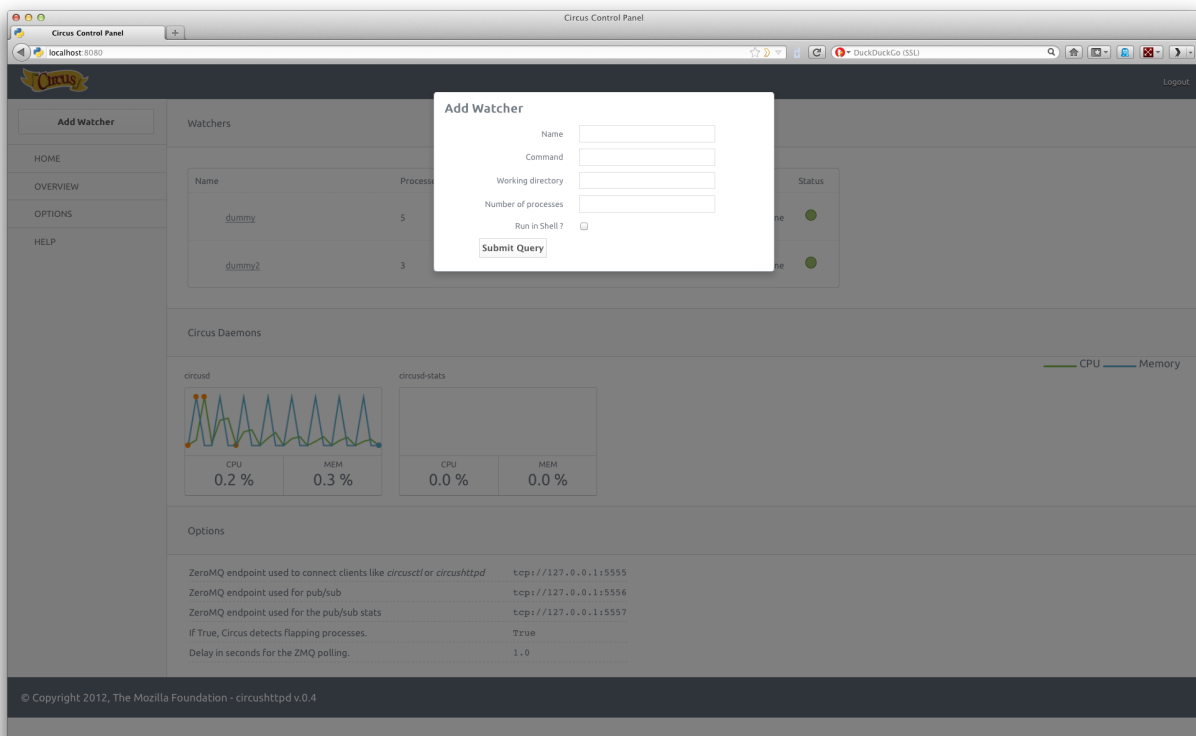 Circus Control Panel
Circus Control Panel
localhost:8080
DuckDuckGo (SSL)
Circus
Logout
Add Watcher
HOME
OVERVIEW
OPTIONS
HELP
Watchers
Name Processe Status
dummy 5 ne
dummy2 3 ne
Add Watcher
Name
Command
Working directory
Number of processes
Run in Shell ?
Submit Query
Circus Daemons
CPU Memory
circusd circusd-stats
CPU MEM CPU MEM
0.2 % 0.3 % 0.0 % 0.0 %
Options
ZeroMQ endpoint used to connect clients like circusctl or circushttpd tcp://127.0.0.1:5555
ZeroMQ endpoint used for pub/sub tcp://127.0.0.1:5556
ZeroMQ endpoint used for the pub/sub stats tcp://127.0.0.1:5557
If True, Circus detects flapping processes. True
Delay in seconds for the ZMQ polling. 1.0
© Copyright 2012, The Mozilla Foundation - circushttpd v.0.4